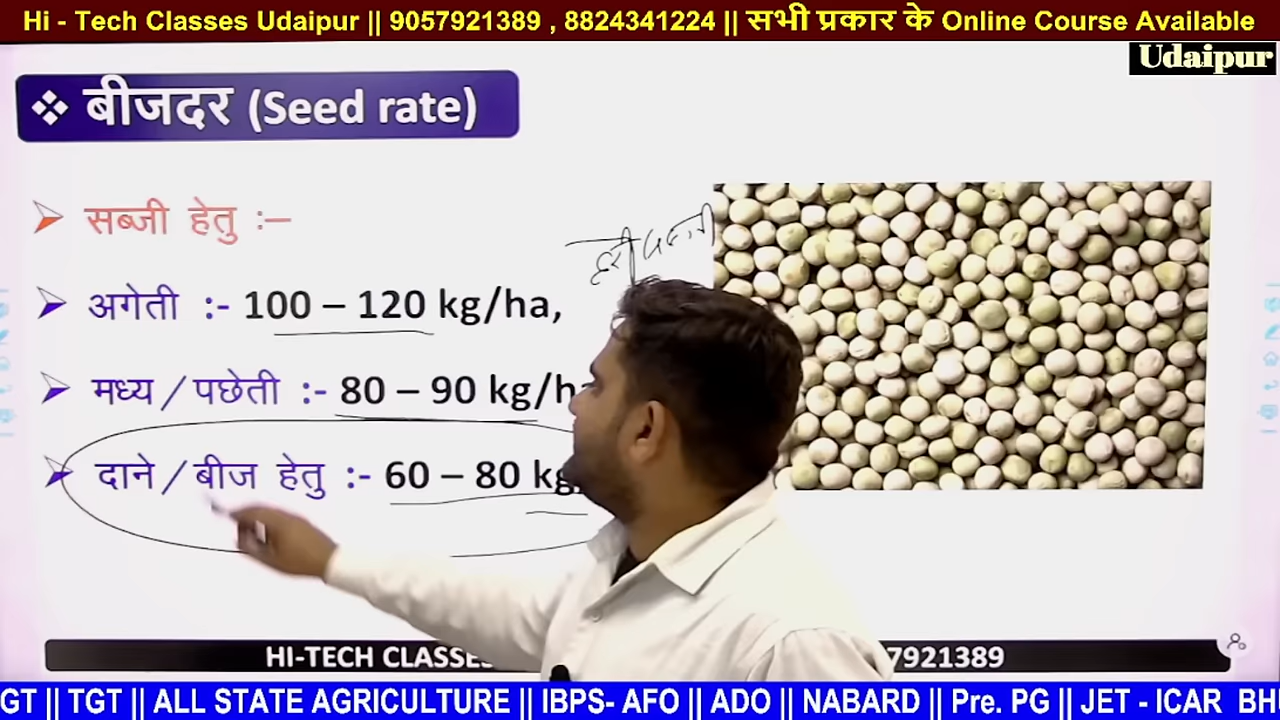 Hi - Tech Classes Udaipur || 9057921389 , 8824341224 || सभी प्रकार के Online Course Available
Udaipur
❖ बीजदर (Seed rate)
➢ सब्जी हेतु :–
➢ अगेती :- 100 – 120 kg/ha,
➢ मध्य / पछेती :- 80 – 90 kg/h
➢ दाने / बीज हेतु :- 60 – 80 kg
HI-TECH CLASSES 7921389
GT || TGT || ALL STATE AGRICULTURE || IBPS- AFO || ADO || NABARD || Pre. PG || JET - ICAR BH